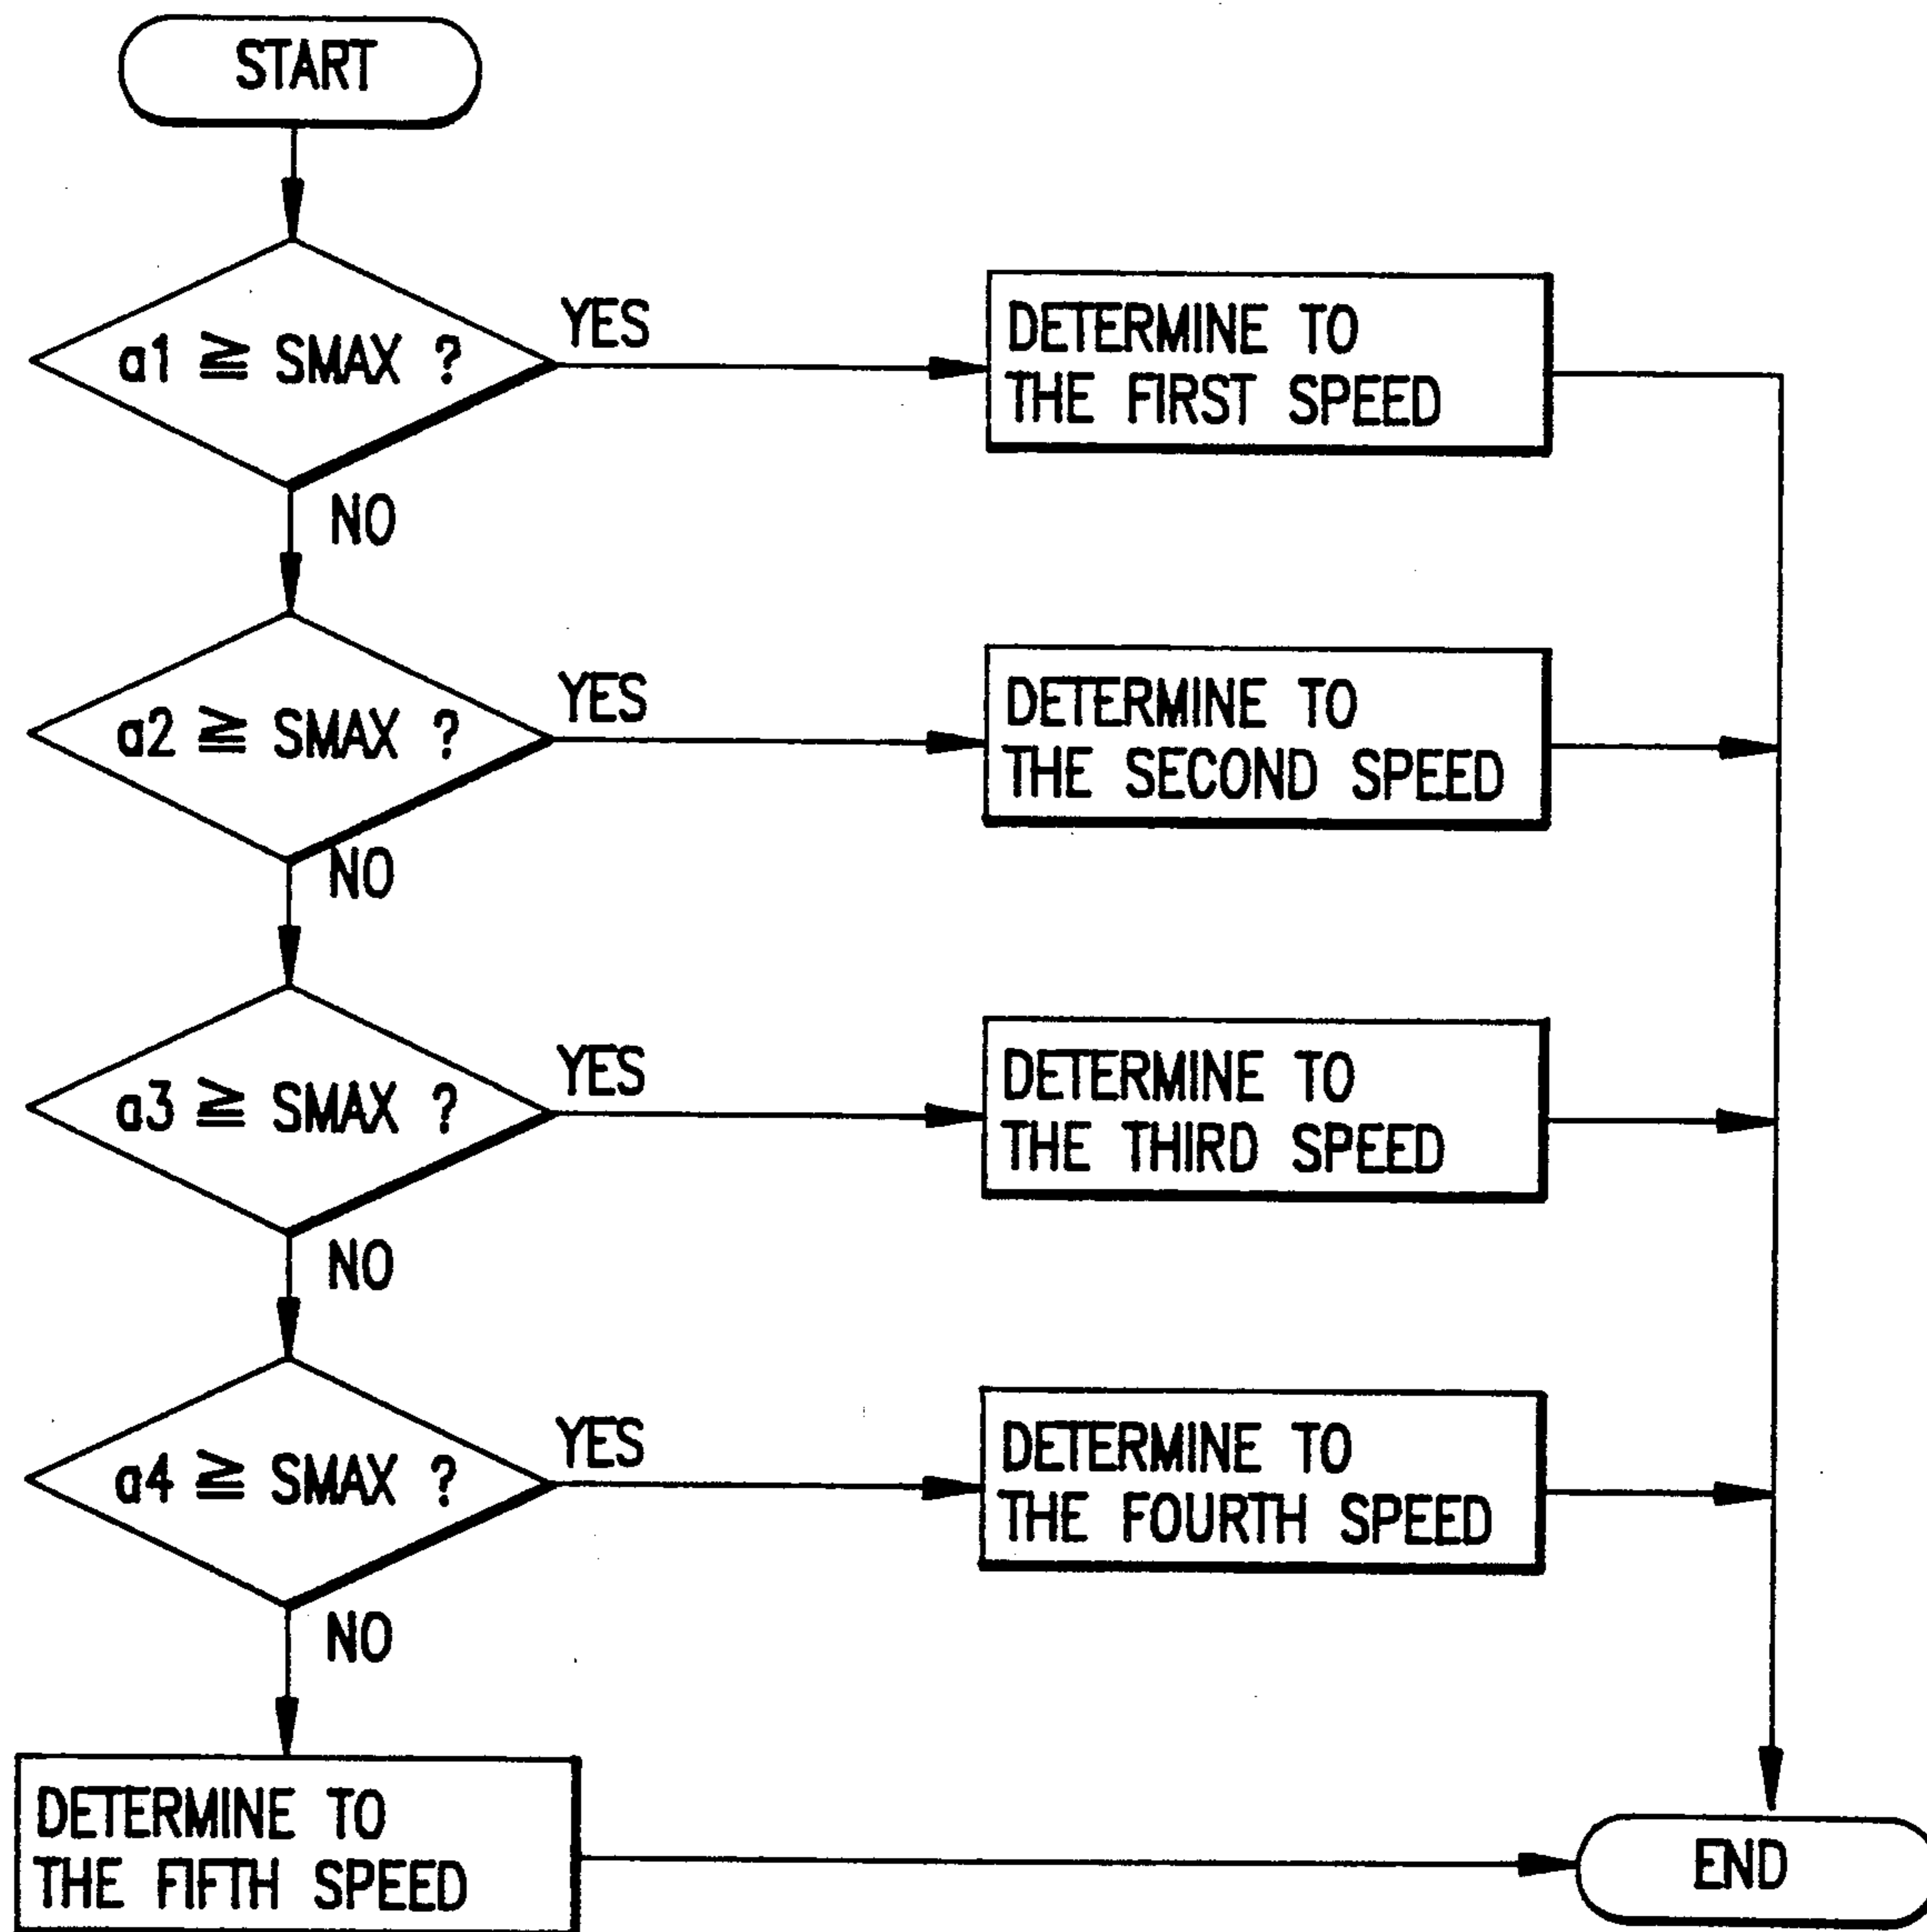 START
a1 ≧ SMAX ?
YES
DETERMINE TO
THE FIRST SPEED
NO
a2 ≧ SMAX ?
YES
DETERMINE TO
THE SECOND SPEED
NO
a3 ≧ SMAX ?
YES
DETERMINE TO
THE THIRD SPEED
NO
a4 ≧ SMAX ?
YES
DETERMINE TO
THE FOURTH SPEED
NO
DETERMINE TO
THE FIFTH SPEED
END